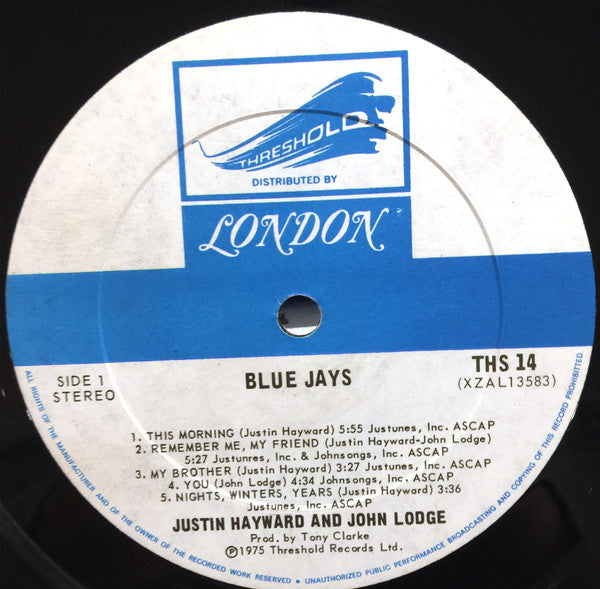 THRESHOLD
DISTRIBUTED BY
LONDON
SIDE 1
STEREO
BLUE JAYS
THS 14
(XZAL13583)
1. THIS MORNING (Justin Hayward) 5:55 Justunes, Inc. ASCAP
2. REMEMBER ME, MY FRIEND (Justin Hayward-John Lodge)
5:27 Justunres, Inc. & Johnsongs, Inc. ASCAP
3. MY BROTHER (Justin Hayward) 3:27 Justunes, Inc. ASCAP
4. YOU (John Lodge) 4:34 Johnsongs, Inc. ASCAP
5. NIGHTS, WINTERS, YEARS (Justin Hayward) 3:36
Justunes, Inc. ASCAP
JUSTIN HAYWARD AND JOHN LODGE
Prod. by Tony Clarke
Ⓟ1975 Threshold Records Ltd.
ALL RIGHTS OF THE MANUFACTURER AND OF THE OWNER OF THE RECORDED WORK RESERVED • UNAUTHORIZED PUBLIC PERFORMANCE BROADCASTING AND COPYING OF THIS RECORD PROHIBITED.